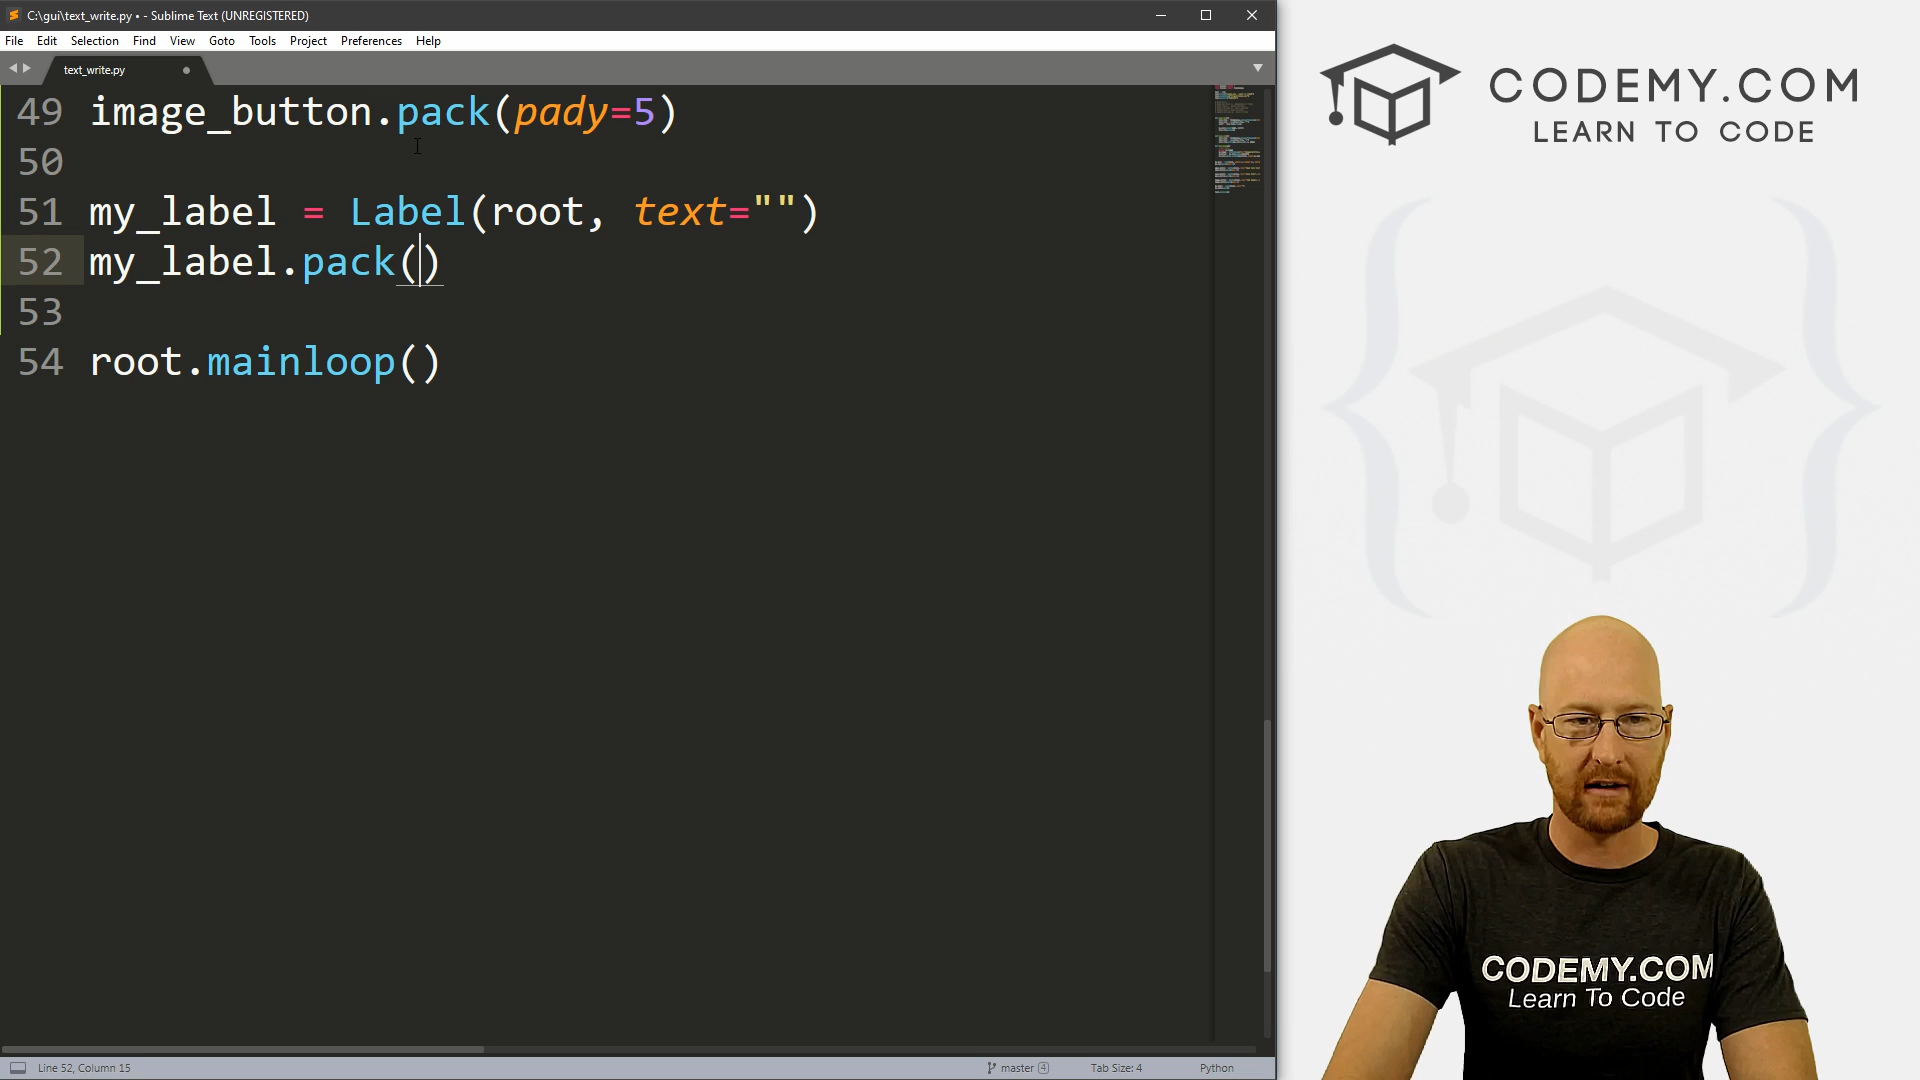 C:\gui\text_write.py • - Sublime Text (UNREGISTERED)
File Edit Selection Find View Goto Tools Project Preferences Help
text_write.py
49 image_button.pack(pady=5)
50
51 my_label = Label(root, text="")
52 my_label.pack()
53
54 root.mainloop()
Line 52, Column 15
master 4
Tab Size: 4
Python
CODEMY.COM
LEARN TO CODE
CODEMY.COM
Learn To Code